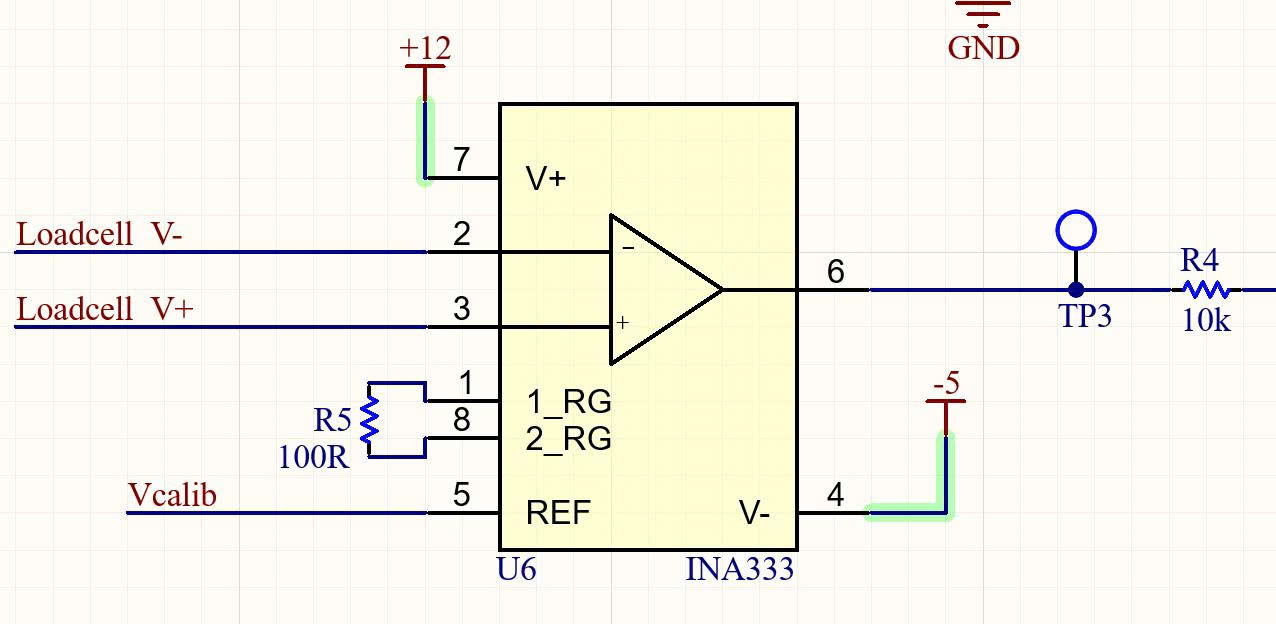 GND
+12
7
V+
Loadcell V-
2
-
Loadcell V+
3
+
6
TP3
R4
10k
1
1_RG
8
2_RG
R5
100R
-5
Vcalib
5
REF
V-
4
U6
INA333